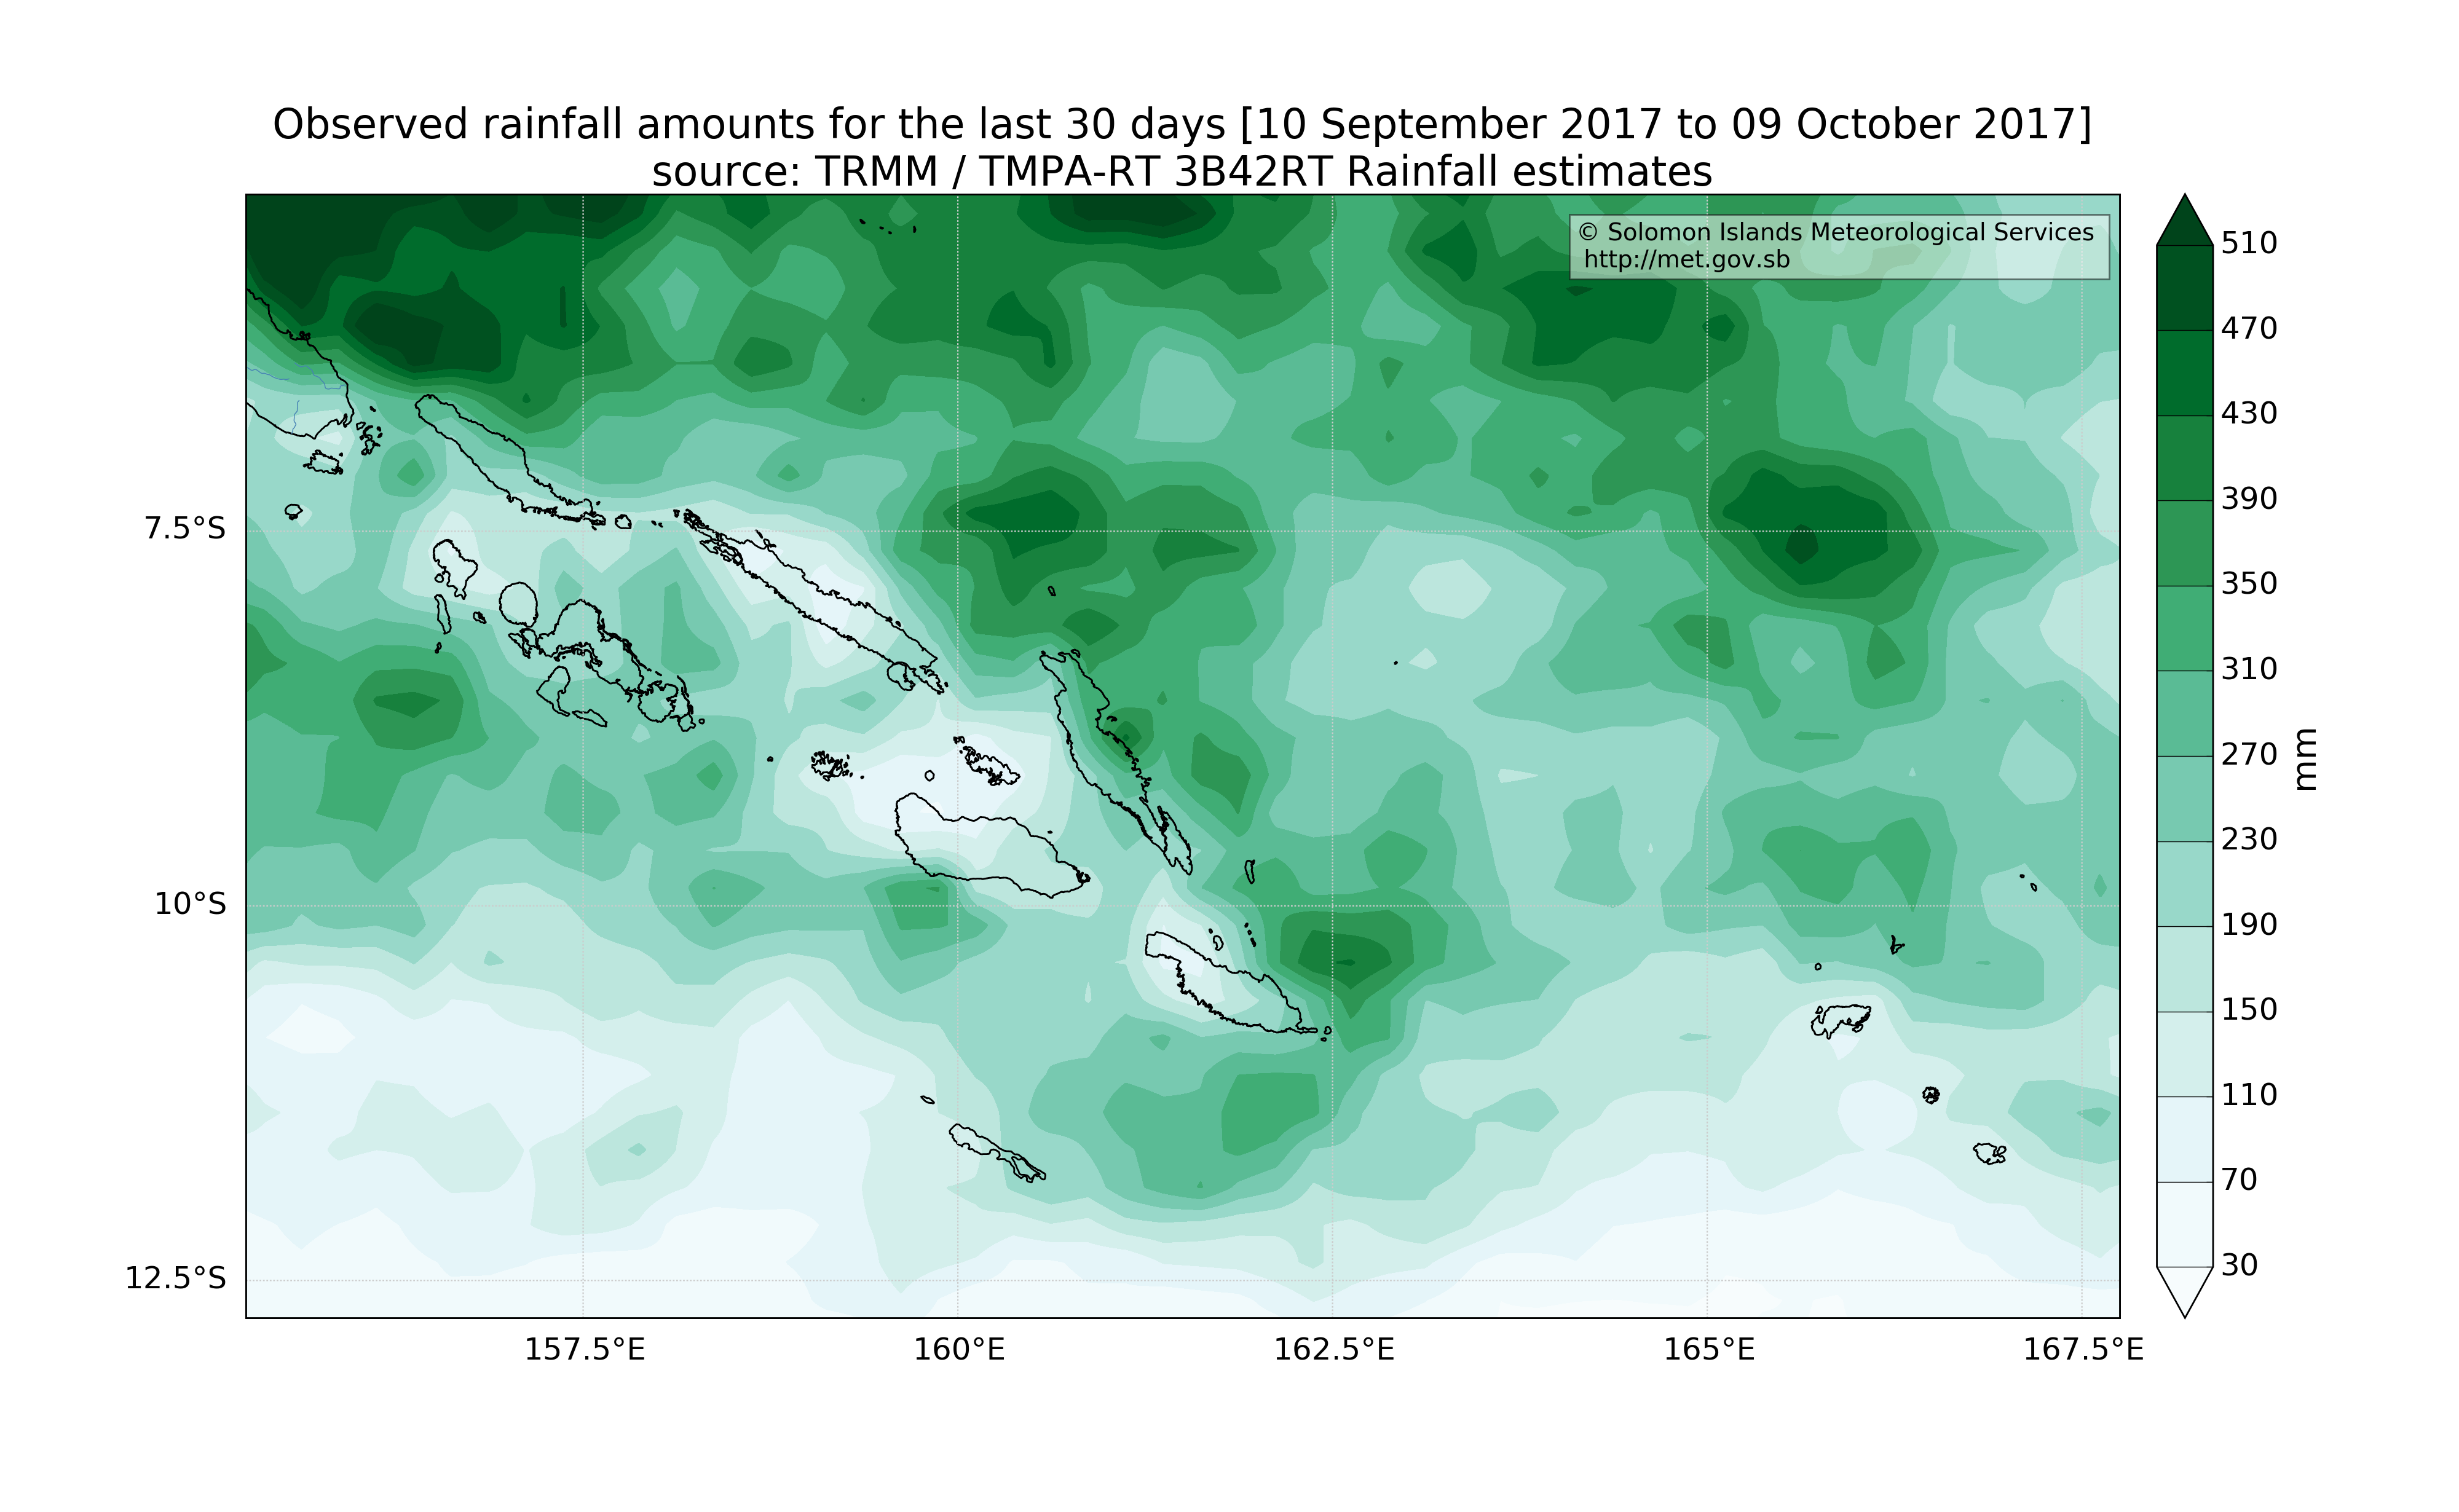 Observed rainfall amounts for the last 30 days [10 September 2017 to 09 October 2017]
source: TRMM / TMPA-RT 3B42RT Rainfall estimates
© Solomon Islands Meteorological Services
http://met.gov.sb
510
470
430
390
350
310
270
230
190
150
110
70
30
mm
7.5°S
10°S
12.5°S
157.5°E
160°E
162.5°E
165°E
167.5°E